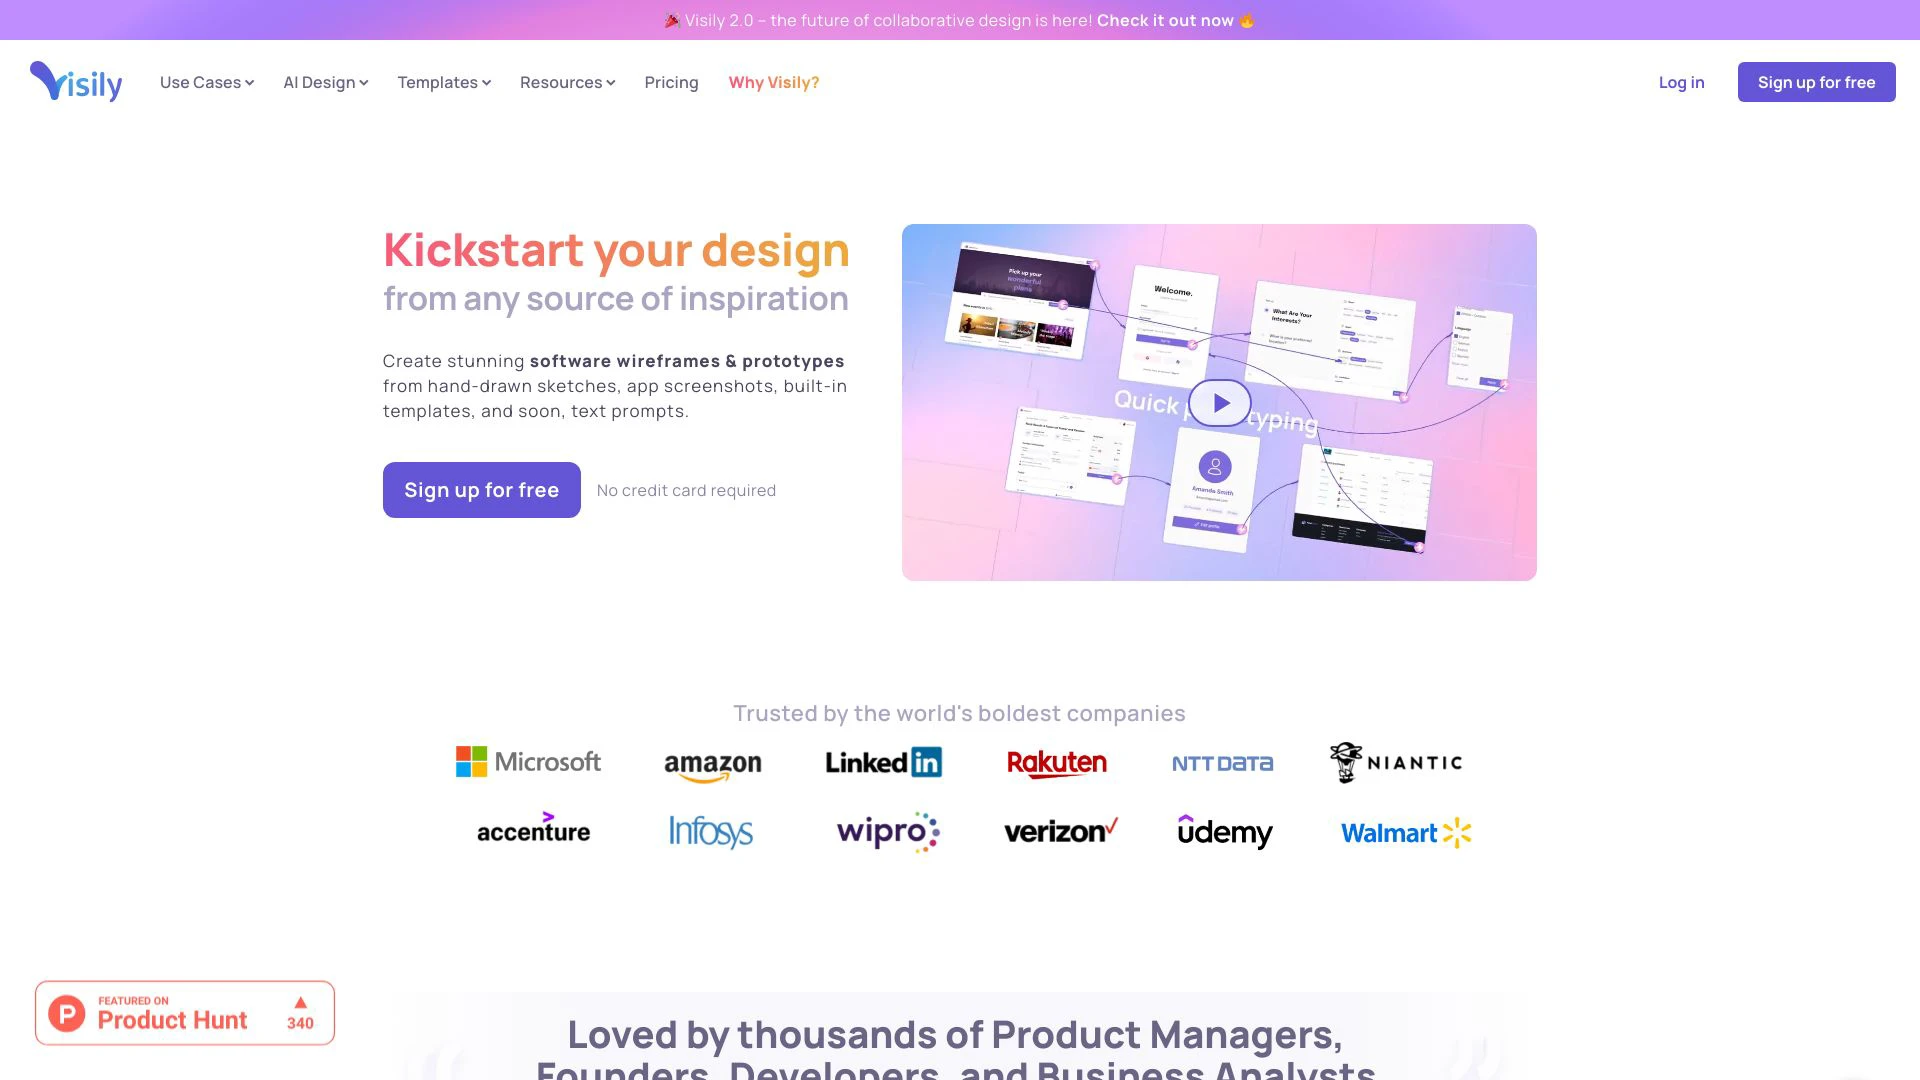 🎉 Visily 2.0 – the future of collaborative design is here! Check it out now 🔥
Visily
Use Cases
AI Design
Templates
Resources
Pricing
Why Visily?
Log in
Sign up for free
Kickstart your design
from any source of inspiration
Create stunning software wireframes & prototypes
from hand-drawn sketches, app screenshots, built-in
templates, and soon, text prompts.
Sign up for free
No credit card required
Pick up your
wonderful
plans
Welcome.
What Are Your
Interests?
Language
Quick
typing
Amanda Smith
Trusted by the world's boldest companies
Microsoft
amazon
LinkedIn
Rakuten
NTT DATA
NIANTIC
accenture
Infosys
wipro
verizon
udemy
Walmart
FEATURED ON
Product Hunt
340
Loved by thousands of Product Managers,
Founders, Developers, and Business Analysts